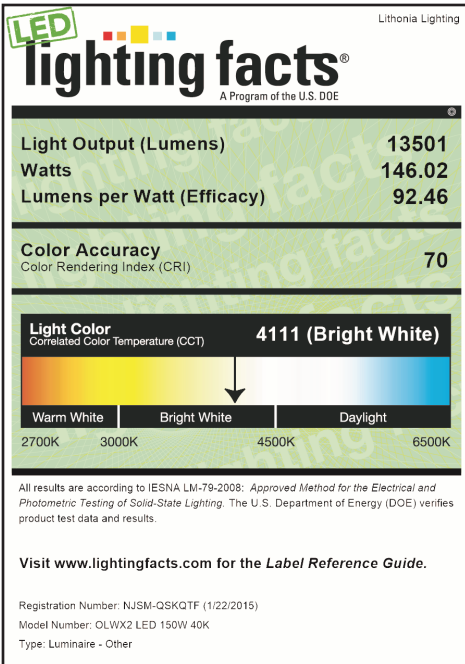 Lithonia Lighting
LED
lighting facts®
A Program of the U.S. DOE
Light Output (Lumens) 13501
Watts 146.02
Lumens per Watt (Efficacy) 92.46
Color Accuracy
Color Rendering Index (CRI) 70
Light Color
Correlated Color Temperature (CCT) 4111 (Bright White)
Warm White Bright White Daylight
2700K 3000K 4500K 6500K
All results are according to IESNA LM-79-2008: Approved Method for the Electrical and
Photometric Testing of Solid-State Lighting. The U.S. Department of Energy (DOE) verifies
product test data and results.
Visit www.lightingfacts.com for the Label Reference Guide.
Registration Number: NJSM-QSKQTF (1/22/2015)
Model Number: OLWX2 LED 150W 40K
Type: Luminaire - Other